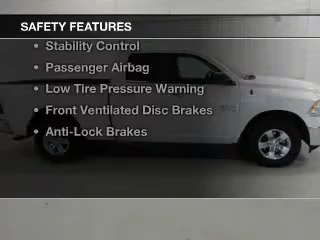 SAFETY FEATURES
• Stability Control
• Passenger Airbag
• Low Tire Pressure Warning
• Front Ventilated Disc Brakes
• Anti-Lock Brakes